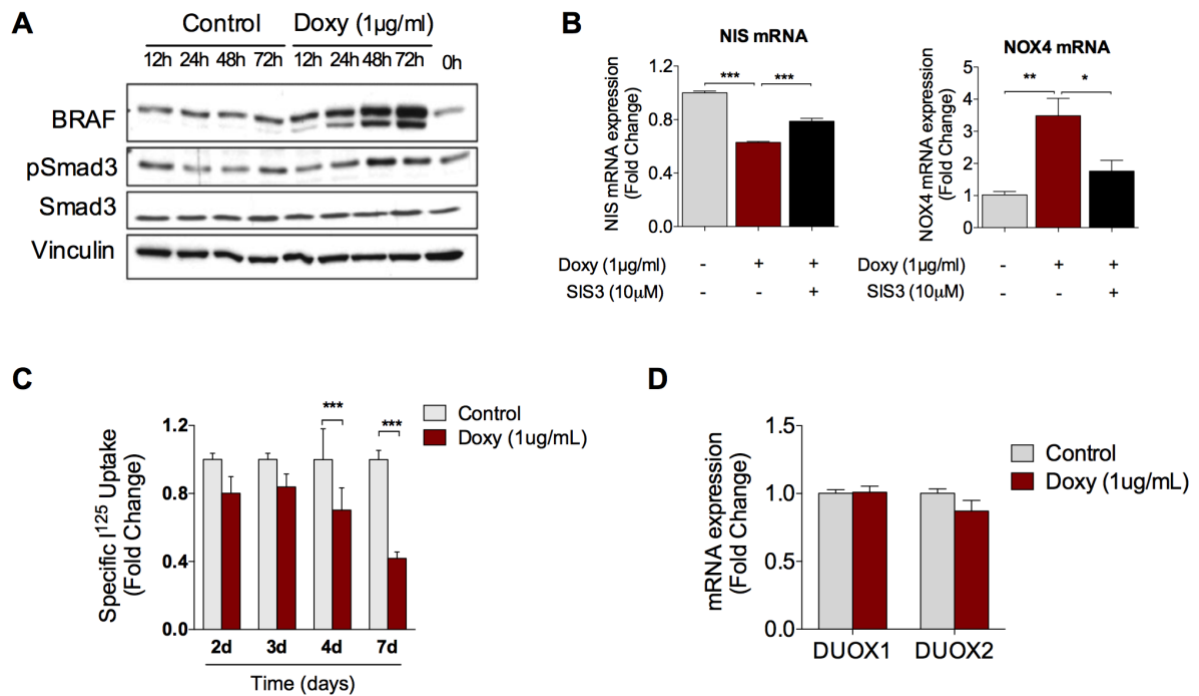 A
Control Doxy (1µg/ml)
12h 24h 48h 72h 12h 24h 48h 72h 0h
BRAF
pSmad3
Smad3
Vinculin
B
NIS mRNA
NIS mRNA expression
(Fold Change)
1.2
0.8
0.4
0.0
*** ***
Doxy (1µg/ml) - + +
SIS3 (10µM) - - +
NOX4 mRNA
NOX4 mRNA expression
(Fold Change)
5
4
3
2
1
0
** *
Doxy (1µg/ml) - + +
SIS3 (10µM) - - +
C
Specific I125 Uptake
(Fold Change)
1.2
0.8
0.4
0.0
*** ***
Control
Doxy (1ug/mL)
2d 3d 4d 7d
Time (days)
D
mRNA expression
(Fold Change)
1.5
1.0
0.5
0.0
Control
Doxy (1ug/mL)
DUOX1 DUOX2